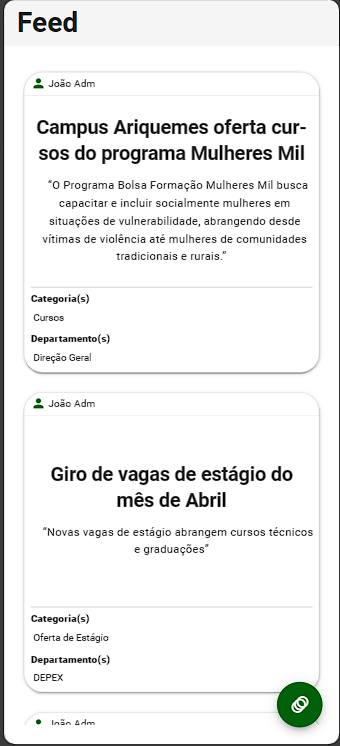 Feed
João Adm
Campus Ariquemes oferta cur-
sos do programa Mulheres Mil
“O Programa Bolsa Formação Mulheres Mil busca
capacitar e incluir socialmente mulheres em
situações de vulnerabilidade, abrangendo desde
vítimas de violência até mulheres de comunidades
tradicionais e rurais.”
Categoria(s)
Cursos
Departamento(s)
Direção Geral
João Adm
Giro de vagas de estágio do
mês de Abril
“Novas vagas de estágio abrangem cursos técnicos
e graduações”
Categoria(s)
Oferta de Estágio
Departamento(s)
DEPEX
João Adm